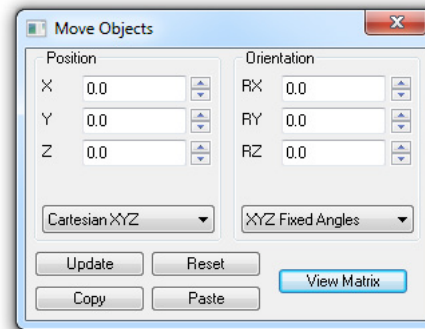 Move Objects
Position
X 0.0
Y 0.0
Z 0.0
Cartesian XYZ
Orientation
RX 0.0
RY 0.0
RZ 0.0
XYZ Fixed Angles
Update Reset
Copy Paste
View Matrix